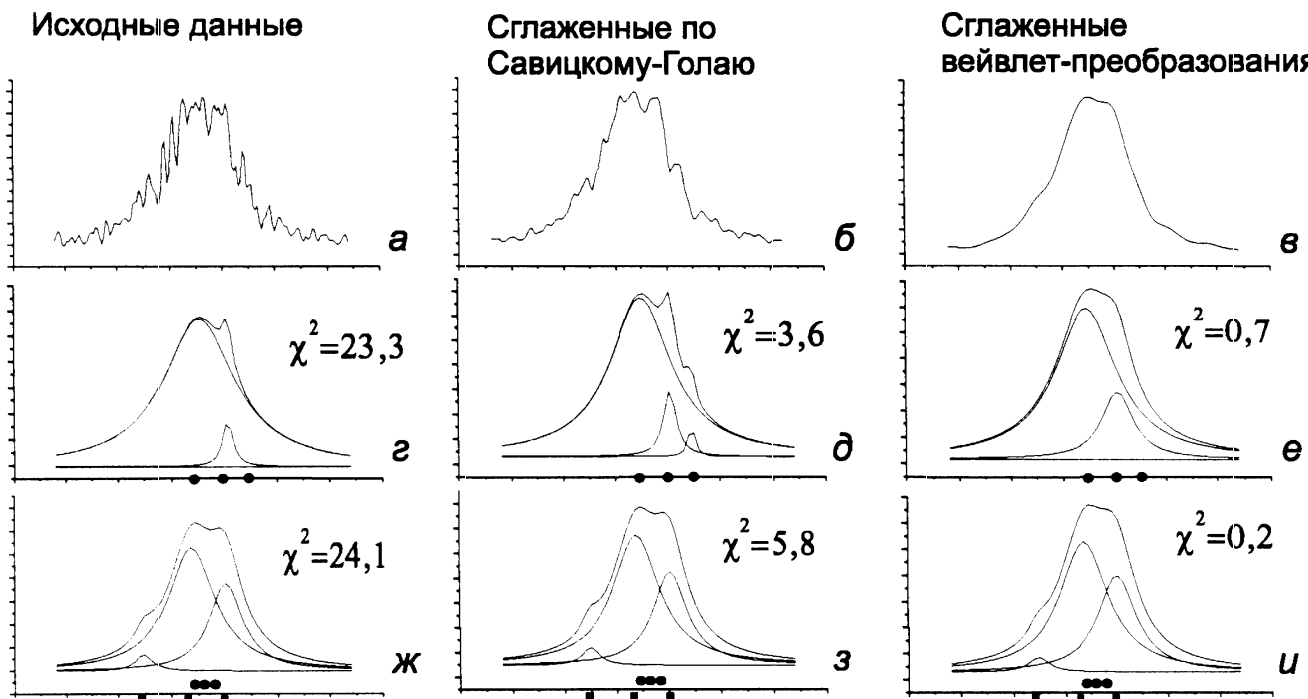 Исходные данные
Сглаженные по
Савицкому-Голаю
Сглаженные
вейвлет-преобразования
а
б
в
χ²=23,3
г
χ²=3,6
д
χ²=0,7
е
χ²=24,1
ж
χ²=5,8
з
χ²=0,2
и